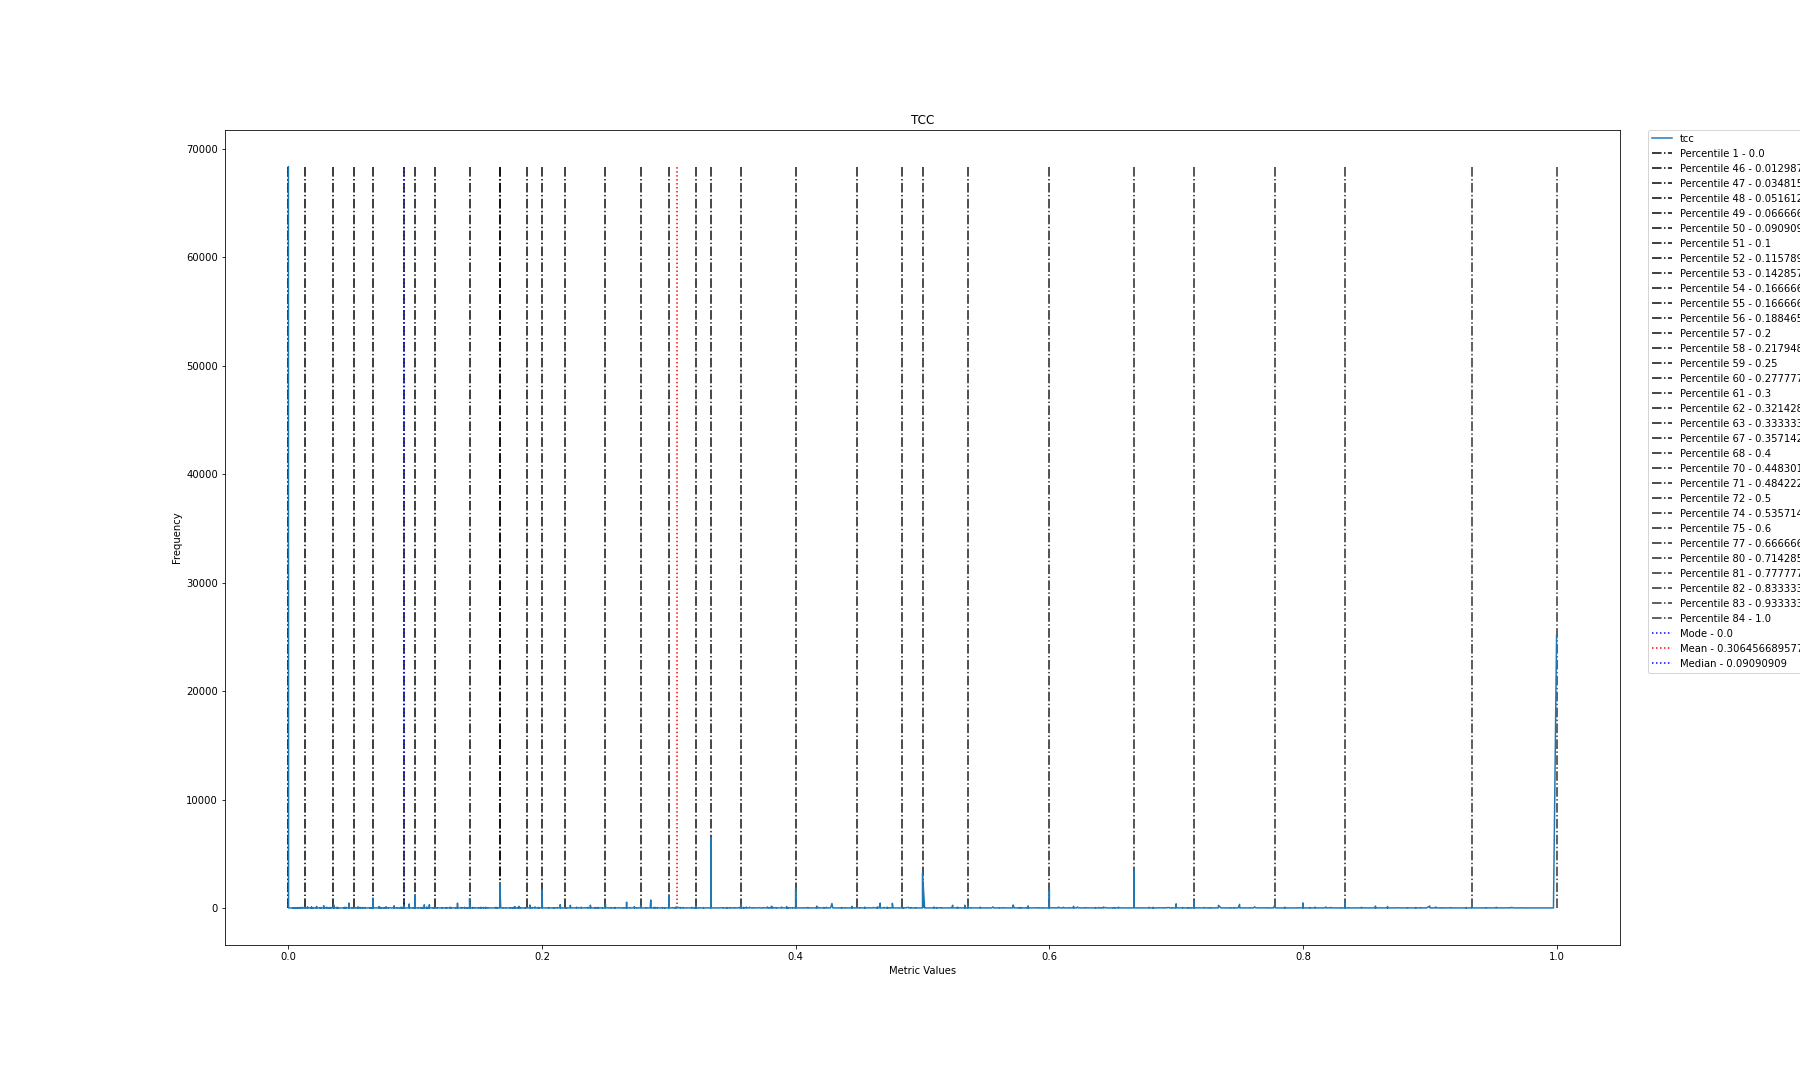 TCC
70000
60000
50000
40000
30000
20000
10000
0
Frequency
0.0
0.2
0.4
0.6
0.8
1.0
Metric Values
tcc
Percentile 1 - 0.0
Percentile 46 - 0.012987
Percentile 47 - 0.034815
Percentile 48 - 0.051612
Percentile 49 - 0.066666
Percentile 50 - 0.090909
Percentile 51 - 0.1
Percentile 52 - 0.115789
Percentile 53 - 0.142857
Percentile 54 - 0.166666
Percentile 55 - 0.166666
Percentile 56 - 0.188465
Percentile 57 - 0.2
Percentile 58 - 0.217948
Percentile 59 - 0.25
Percentile 60 - 0.277777
Percentile 61 - 0.3
Percentile 62 - 0.321428
Percentile 63 - 0.333333
Percentile 67 - 0.357142
Percentile 68 - 0.4
Percentile 70 - 0.448301
Percentile 71 - 0.484222
Percentile 72 - 0.5
Percentile 74 - 0.535714
Percentile 75 - 0.6
Percentile 77 - 0.666666
Percentile 80 - 0.714285
Percentile 81 - 0.777777
Percentile 82 - 0.833333
Percentile 83 - 0.933333
Percentile 84 - 1.0
Mode - 0.0
Mean - 0.306456689577
Median - 0.09090909